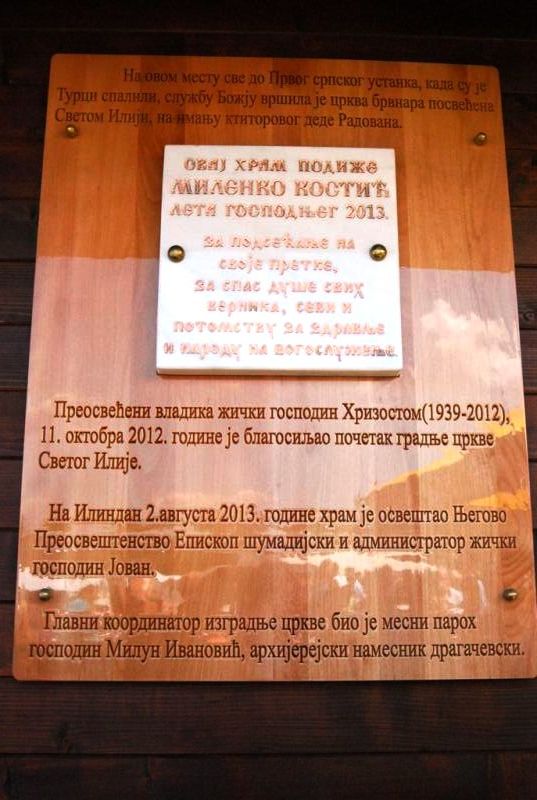 На овом месту све до Првог српског устанка, када су је
Турци спалили, службу Божју вршила је црква брвнара посвећена
Светом Илији, на имању ктиторовог деде Радована.
ОВАЈ ХРАМ ПОДИЖЕ
МИЛЕНКО КОСТИЋ
ЛЕТА ГОСПОДЊЕГ 2013.
ЗА ПОДСЕЋАЊЕ НА
СВОЈЕ ПРЕТКЕ,
ЗА СПАС ДУШЕ СВИХ
ВЕРНИКА, СЕБИ И
ПОТОМСТВУ ЗА ЗДРАВЉЕ
И НАРОДУ НА БОГОСЛУЖЕЊЕ.
Преосвећени владика жички господин Хризостом(1939-2012),
11. октобра 2012. године је благосиљао почетак градње цркве
Светог Илије.
На Илиндан 2.августа 2013. године храм је освештао Његово
Преосвештенство Епископ шумадијски и администратор жички
господин Јован.
Главни координатор изградње цркве био је месни парох
господин Милун Ивановић, архијерејски намесник драгачевски.